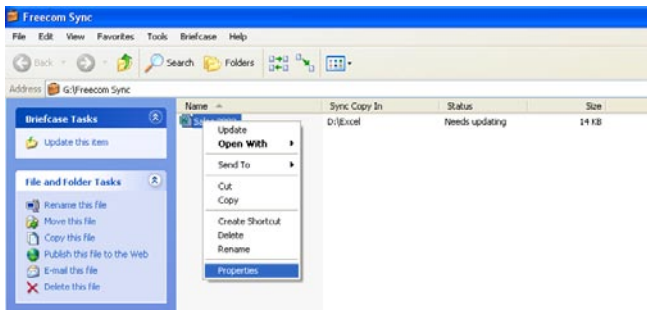 Freecom Sync
File Edit View Favorites Tools Briefcase Help
Back Search Folders
Address G:\Freecom Sync
Name Sync Copy In Status Size
Briefcase Tasks
Update this item
D:\Excel Needs updating 14 KB
Update
Open With
Send To
Cut
Copy
Create Shortcut
Delete
Rename
Properties
File and Folder Tasks
Rename this file
Move this file
Copy this file
Publish this file to the Web
E-mail this file
Delete this file